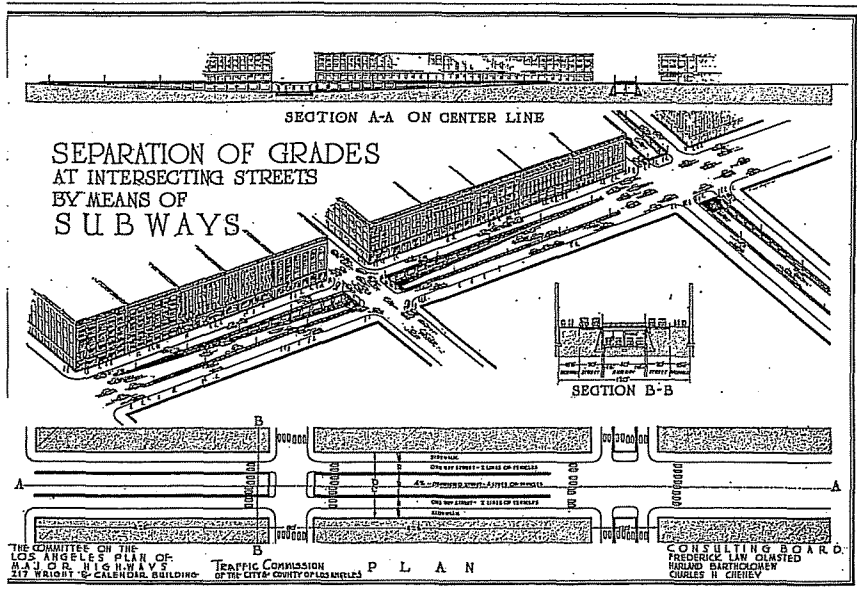 SECTION A-A ON CENTER LINE
SEPARATION OF GRADES
AT INTERSECTING STREETS
BY MEANS OF
SUBWAYS
SECTION B-B
B
SIDEWALK
ONE WAY STREET - 2 LINES OF VEHICLES
A
A
ONE WAY STREET - 2 LINES OF VEHICLES
SIDEWALK
B
THE COMMITTEE ON THE
LOS ANGELES PLAN OF
MAJOR HIGHWAYS
217 WRIGHT & CALENDAR BUILDING
TRAFFIC COMMISSION
OF THE CITY & COUNTY OF LOS ANGELES
PLAN
CONSULTING BOARD
FREDERICK LAW OLMSTED
HARLAND BARTHOLOMEW
CHARLES H CHENEY